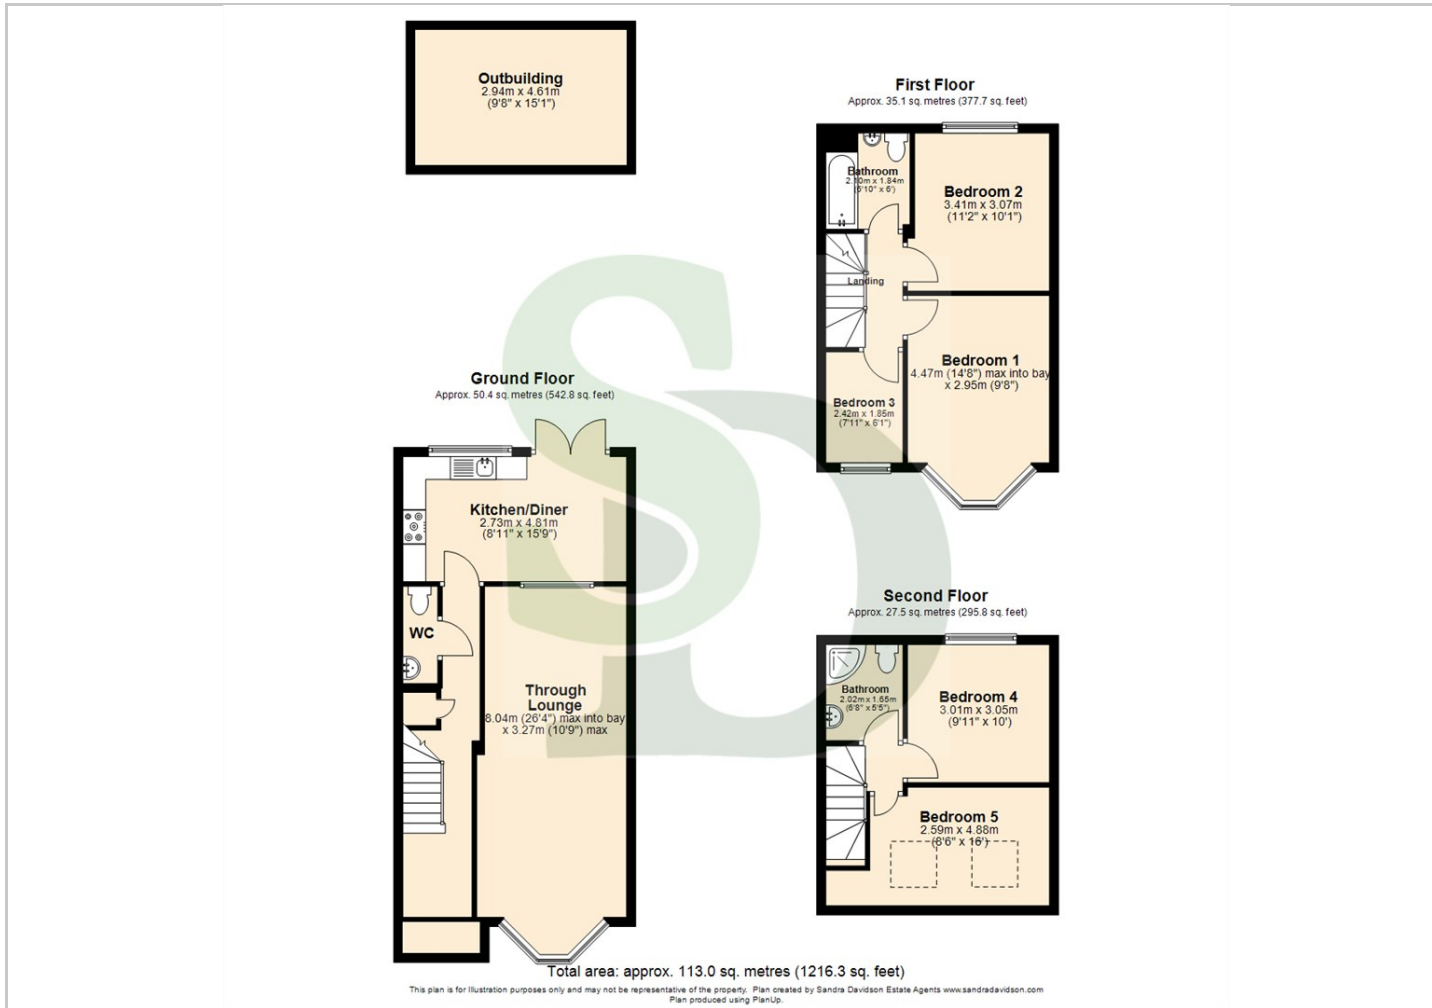 Outbuilding
2.94m x 4.61m
(9'8" x 15'1")
First Floor
Approx. 35.1 sq. metres (377.7 sq. feet)
Bathroom
2.10m x 1.84m
(6'10" x 6')
Bedroom 2
3.41m x 3.07m
(11'2" x 10'1")
Landing
Bedroom 1
4.47m (14'8") max into bay
x 2.95m (9'8")
Bedroom 3
2.42m x 1.85m
(7'11" x 6'1")
Ground Floor
Approx. 50.4 sq. metres (542.8 sq. feet)
Kitchen/Diner
2.73m x 4.81m
(8'11" x 15'9")
WC
Through
Lounge
8.04m (26'4") max into bay
x 3.27m (10'9") max
Second Floor
Approx. 27.5 sq. metres (295.8 sq. feet)
Bathroom
2.02m x 1.65m
(6'8" x 5'5")
Bedroom 4
3.01m x 3.05m
(9'11" x 10')
Bedroom 5
2.59m x 4.88m
(8'6" x 16')
SD
Total area: approx. 113.0 sq. metres (1216.3 sq. feet)
This plan is for Illustration purposes only and may not be representative of the property. Plan created by Sandra Davidson Estate Agents www.sandradavidson.com
Plan produced using PlanUp.